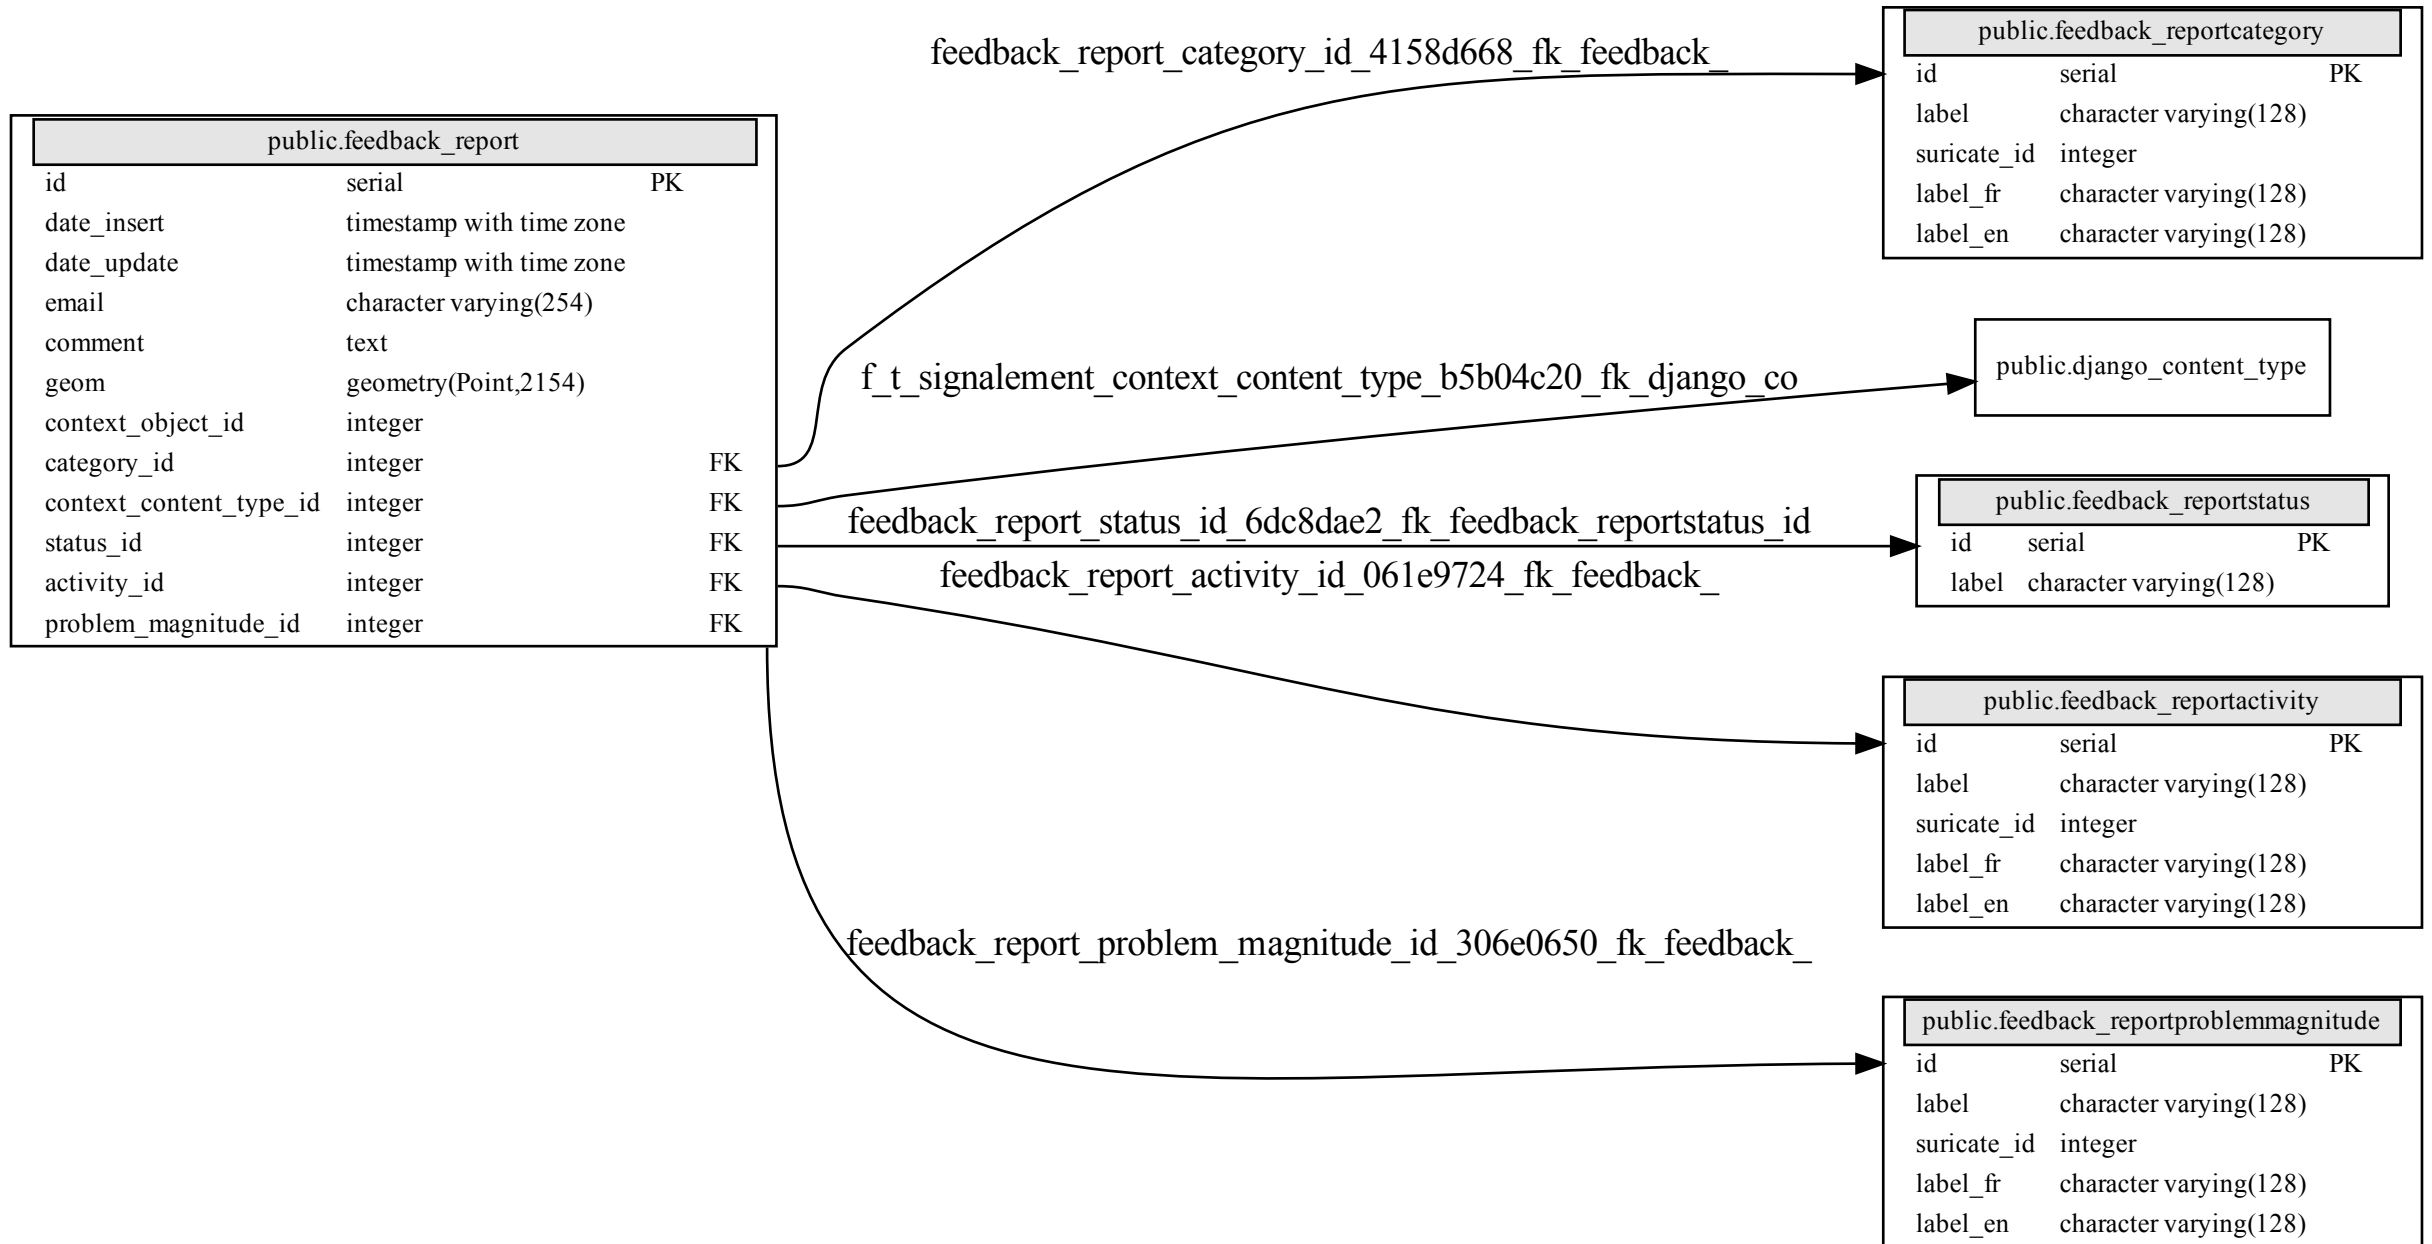 public.feedback_report
id serial PK
date_insert timestamp with time zone
date_update timestamp with time zone
email character varying(254)
comment text
geom geometry(Point,2154)
context_object_id integer
category_id integer FK
context_content_type_id integer FK
status_id integer FK
activity_id integer FK
problem_magnitude_id integer FK
feedback_report_category_id_4158d668_fk_feedback_
f_t_signalement_context_content_type_b5b04c20_fk_django_co
feedback_report_status_id_6dc8dae2_fk_feedback_reportstatus_id
feedback_report_activity_id_061e9724_fk_feedback_
feedback_report_problem_magnitude_id_306e0650_fk_feedback_
public.feedback_reportcategory
id serial PK
label character varying(128)
suricate_id integer
label_fr character varying(128)
label_en character varying(128)
public.django_content_type
public.feedback_reportstatus
id serial PK
label character varying(128)
public.feedback_reportactivity
id serial PK
label character varying(128)
suricate_id integer
label_fr character varying(128)
label_en character varying(128)
public.feedback_reportproblemmagnitude
id serial PK
label character varying(128)
suricate_id integer
label_fr character varying(128)
label_en character varying(128)